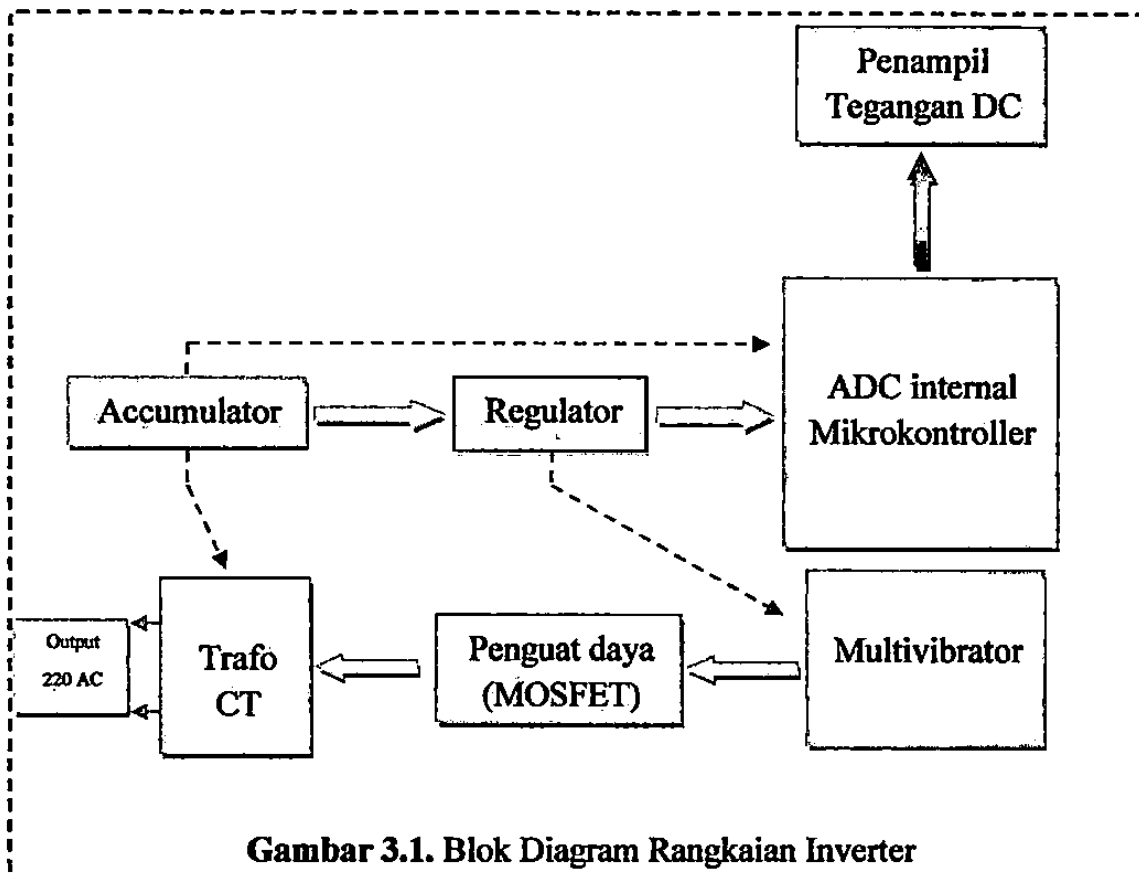 Penampil
Tegangan DC
ADC internal
Mikrokontroller
Accumulator
Regulator
Output
220 AC
Trafo
CT
Penguat daya
(MOSFET)
Multivibrator
Gambar 3.1. Blok Diagram Rangkaian Inverter